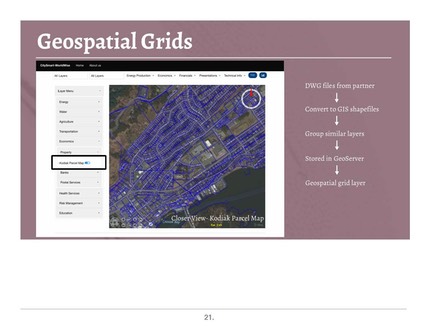 Geospatial Grids
CitySmart WorldWise Home About us
All Layers All Layers Energy Production Economics Financials Presentations Technical Info
Layer Menu
Energy
Water
Agriculture
Transportation
Economics
Property
Kodiak Parcel Map
Banks
Postal Services
Health Services
Risk Management
Education
Closer View- Kodiak Parcel Map
DWG files from partner
↓
Convert to GIS shapefiles
↓
Group similar layers
↓
Stored in GeoServer
↓
Geospatial grid layer
21.